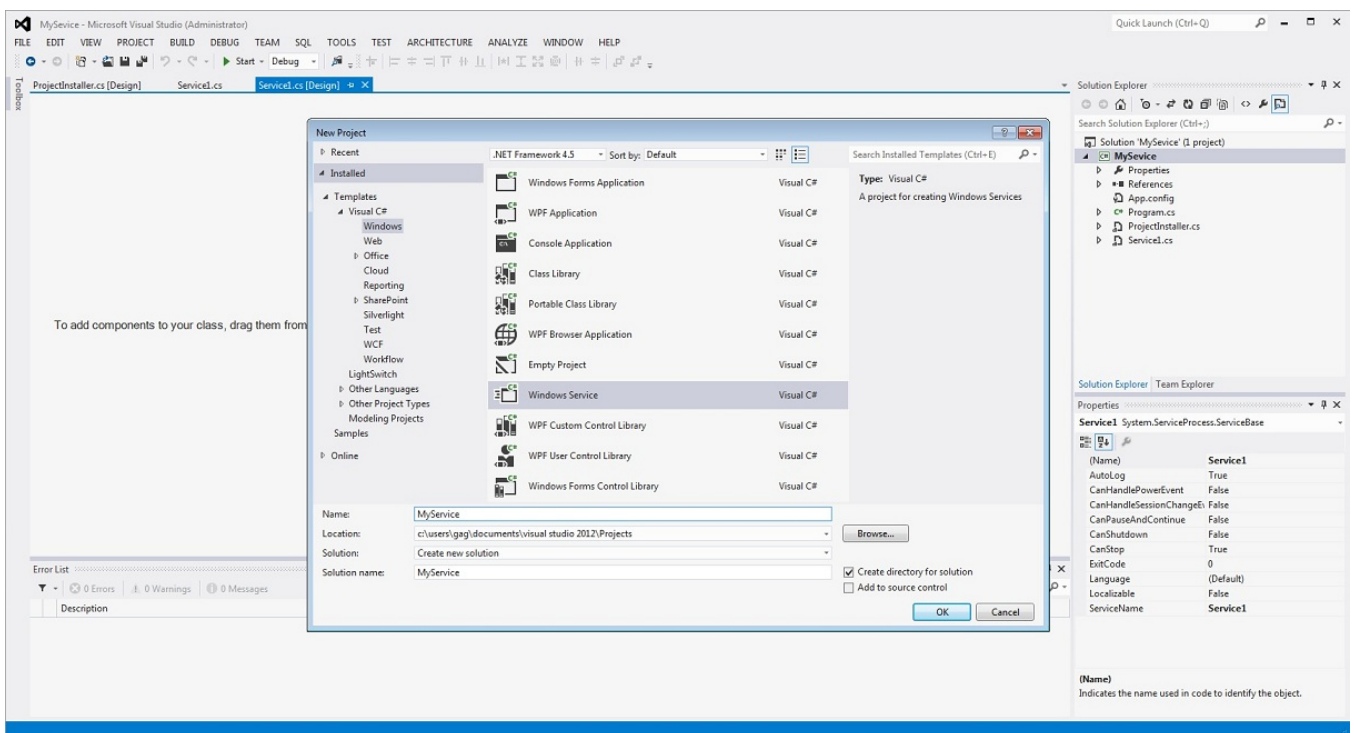 MySevice - Microsoft Visual Studio (Administrator)
Quick Launch (Ctrl+Q)
FILE EDIT VIEW PROJECT BUILD DEBUG TEAM SQL TOOLS TEST ARCHITECTURE ANALYZE WINDOW HELP
Start Debug
Toolbox
ProjectInstaller.cs [Design] Service1.cs Service1.cs [Design]
To add components to your class, drag them from
New Project
Recent
Installed
Templates
Visual C#
Windows
Web
Office
Cloud
Reporting
SharePoint
Silverlight
Test
WCF
Workflow
LightSwitch
Other Languages
Other Project Types
Modeling Projects
Samples
Online
.NET Framework 4.5 Sort by: Default
Search Installed Templates (Ctrl+E)
Windows Forms Application Visual C#
WPF Application Visual C#
Console Application Visual C#
Class Library Visual C#
Portable Class Library Visual C#
WPF Browser Application Visual C#
Empty Project Visual C#
Windows Service Visual C#
WPF Custom Control Library Visual C#
WPF User Control Library Visual C#
Windows Forms Control Library Visual C#
Type: Visual C#
A project for creating Windows Services
Name: MyService
Location: c:\users\gag\documents\visual studio 2012\Projects
Browse...
Solution: Create new solution
Solution name: MyService
Create directory for solution
Add to source control
OK Cancel
Error List
0 Errors 0 Warnings 0 Messages
Description
Solution Explorer
Search Solution Explorer (Ctrl+;)
Solution 'MySevice' (1 project)
MySevice
Properties
References
App.config
Program.cs
ProjectInstaller.cs
Service1.cs
Solution Explorer Team Explorer
Properties
Service1 System.ServiceProcess.ServiceBase
(Name) Service1
AutoLog True
CanHandlePowerEvent False
CanHandleSessionChangeEv False
CanPauseAndContinue False
CanShutdown False
CanStop True
ExitCode 0
Language (Default)
Localizable False
ServiceName Service1
(Name)
Indicates the name used in code to identify the object.